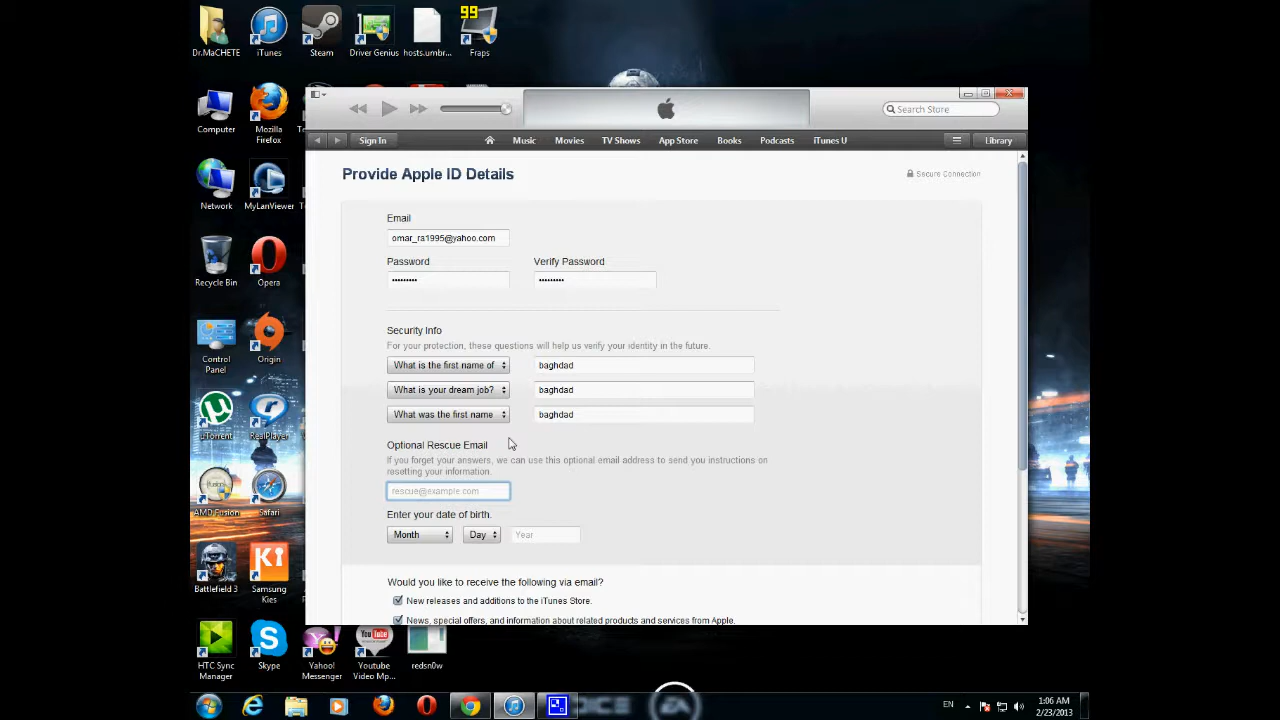 99
Dr.MaCHETE
iTunes
Steam
Driver Genius
hosts.umbr...
Fraps
Search Store
Sign In
Music
Movies
TV Shows
App Store
Books
Podcasts
iTunes U
Library
Computer
Mozilla
Firefox
Provide Apple ID Details
Secure Connection
Network
MyLanViewer
Email
omar_ra1995@yahoo.com
Password
Verify Password
•••••••••
•••••••••
Recycle Bin
Opera
Security Info
For your protection, these questions will help us verify your identity in the future.
What is the first name of
baghdad
What is your dream job?
baghdad
What was the first name
baghdad
Control
Panel
Origin
uTorrent
RealPlayer
Optional Rescue Email
If you forget your answers, we can use this optional email address to send you instructions on
resetting your information.
rescue@example.com
AMD Fusion
Safari
Enter your date of birth.
Month
Day
Year
Would you like to receive the following via email?
New releases and additions to the iTunes Store.
News, special offers, and information about related products and services from Apple.
Battlefield 3
Samsung
Kies
HTC Sync
Manager
Skype
Yahoo!
Messenger
Youtube
Video Mp...
redsn0w
EN
1:06 AM
2/23/2013